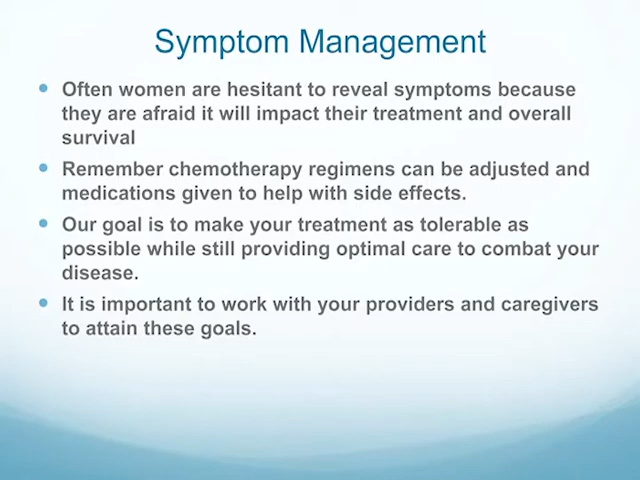 Symptom Management
Often women are hesitant to reveal symptoms because
they are afraid it will impact their treatment and overall
survival
Remember chemotherapy regimens can be adjusted and
medications given to help with side effects.
Our goal is to make your treatment as tolerable as
possible while still providing optimal care to combat your
disease.
It is important to work with your providers and caregivers
to attain these goals.